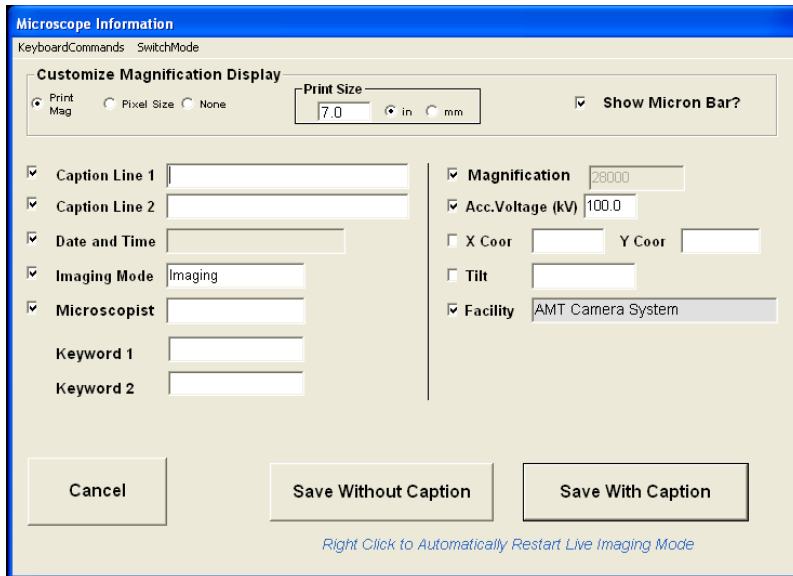 Microscope Information
KeyboardCommands SwitchMode
Customize Magnification Display
Print Mag Pixel Size None
Print Size
7.0 in mm
Show Micron Bar?
Caption Line 1
Caption Line 2
Date and Time
Imaging Mode Imaging
Microscopist
Keyword 1
Keyword 2
Magnification 28000
Acc.Voltage (kV) 100.0
X Coor Y Coor
Tilt
Facility AMT Camera System
Cancel
Save Without Caption
Save With Caption
Right Click to Automatically Restart Live Imaging Mode